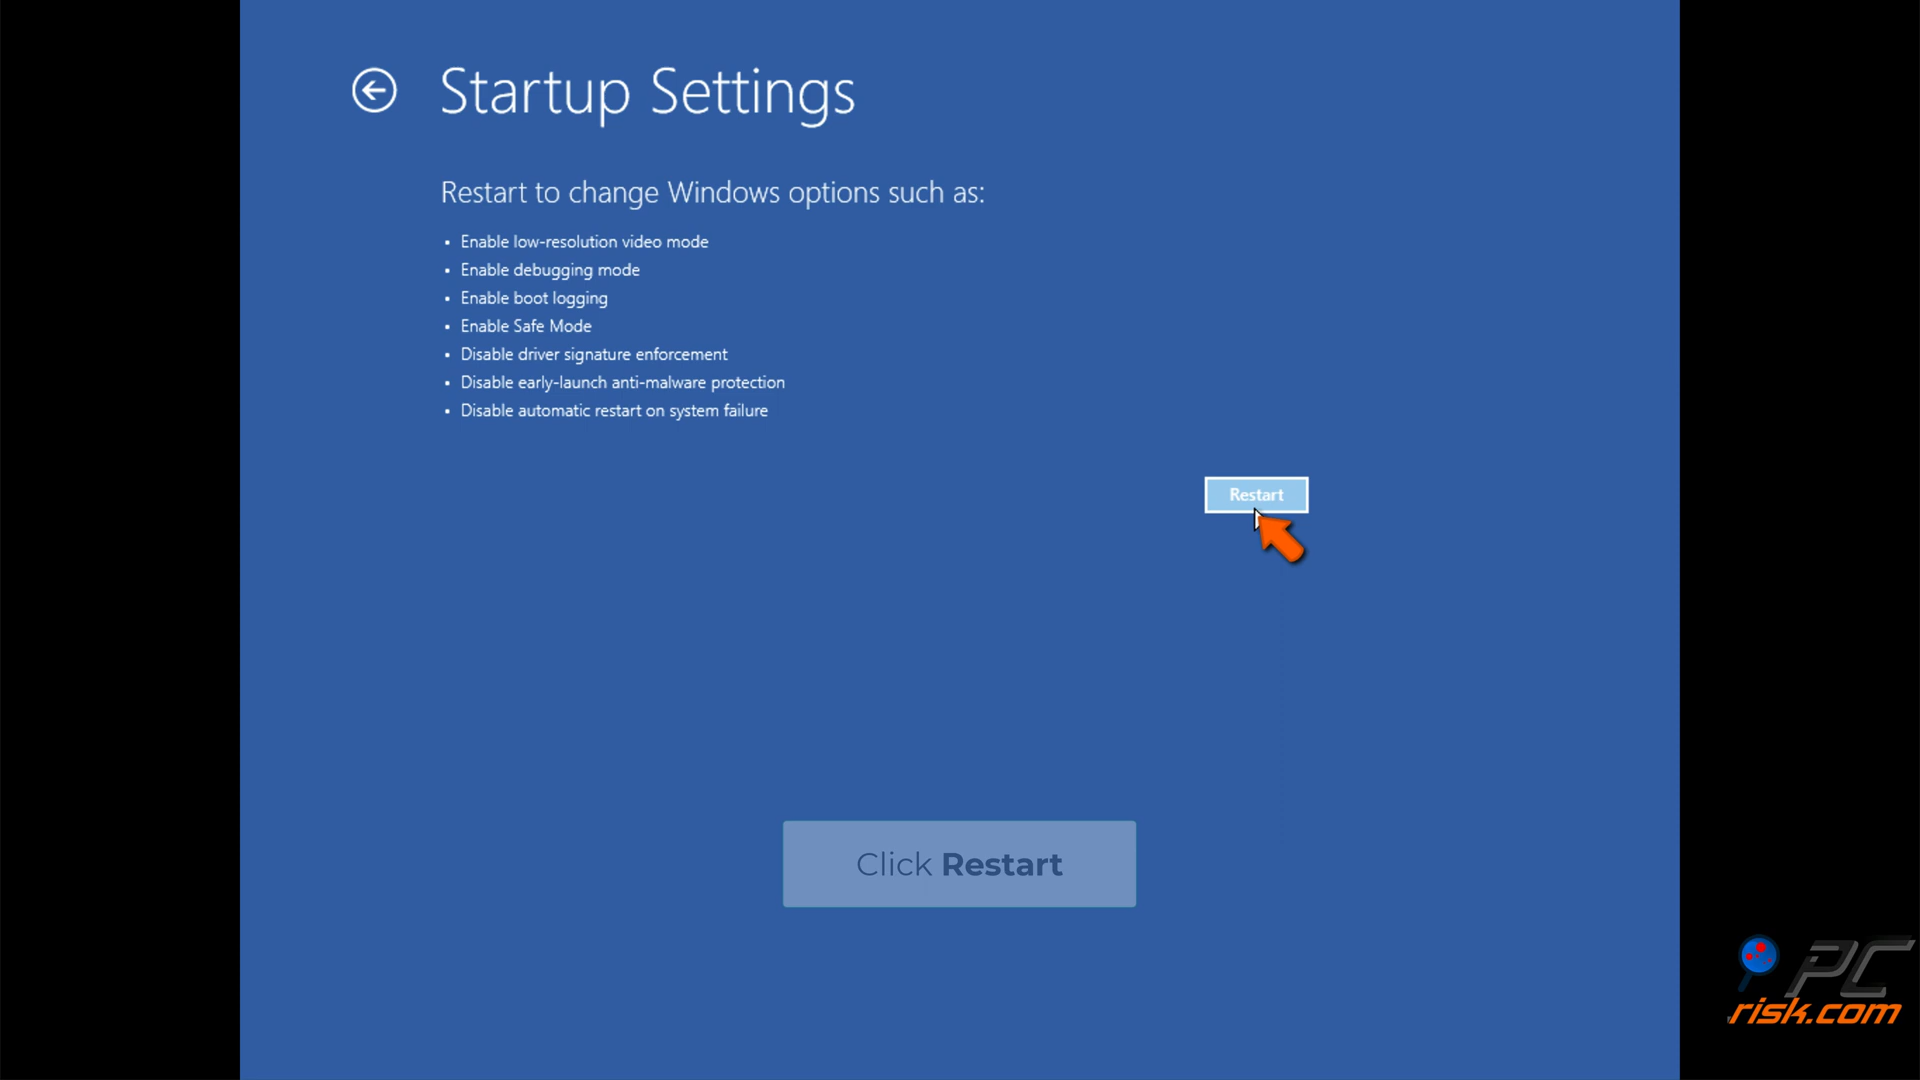 Startup Settings
Restart to change Windows options such as:
• Enable low-resolution video mode
• Enable debugging mode
• Enable boot logging
• Enable Safe Mode
• Disable driver signature enforcement
• Disable early-launch anti-malware protection
• Disable automatic restart on system failure
Restart
Click Restart
PC
risk.com